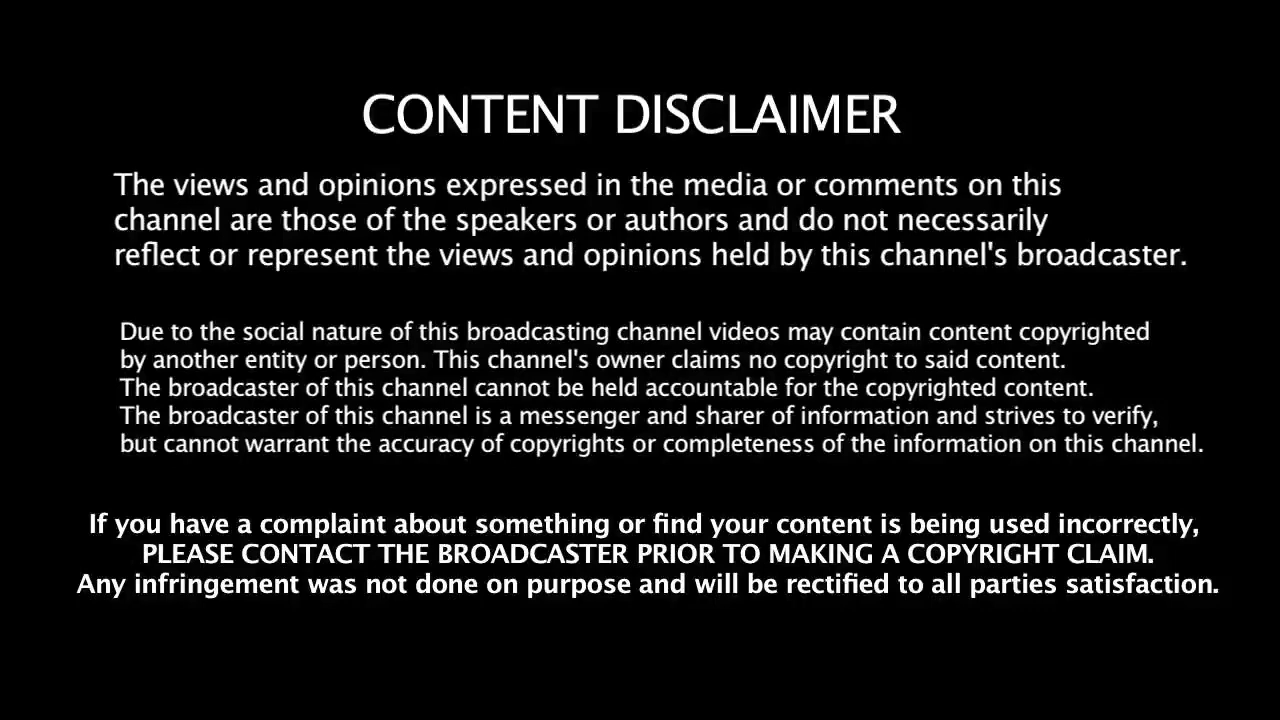 CONTENT DISCLAIMER
The views and opinions expressed in the media or comments on this
channel are those of the speakers or authors and do not necessarily
reflect or represent the views and opinions held by this channel's broadcaster.
Due to the social nature of this broadcasting channel videos may contain content copyrighted
by another entity or person. This channel's owner claims no copyright to said content.
The broadcaster of this channel cannot be held accountable for the copyrighted content.
The broadcaster of this channel is a messenger and sharer of information and strives to verify,
but cannot warrant the accuracy of copyrights or completeness of the information on this channel.
If you have a complaint about something or find your content is being used incorrectly,
PLEASE CONTACT THE BROADCASTER PRIOR TO MAKING A COPYRIGHT CLAIM.
Any infringement was not done on purpose and will be rectified to all parties satisfaction.